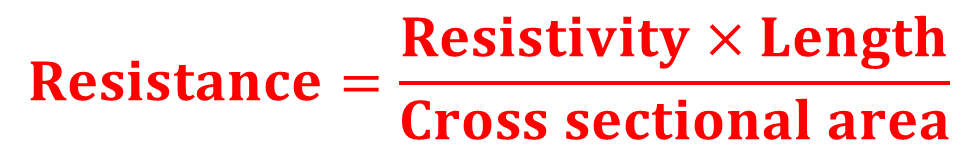 Resistance = Resistivity × Length
Cross sectional area